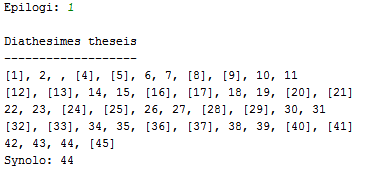 Epilogi: 1
Diathesimes theseis
-------------------
[1], 2, , [4], [5], 6, 7, [8], [9], 10, 11
[12], [13], 14, 15, [16], [17], 18, 19, [20], [21]
22, 23, [24], [25], 26, 27, [28], [29], 30, 31
[32], [33], 34, 35, [36], [37], 38, 39, [40], [41]
42, 43, 44, [45]
Synolo: 44